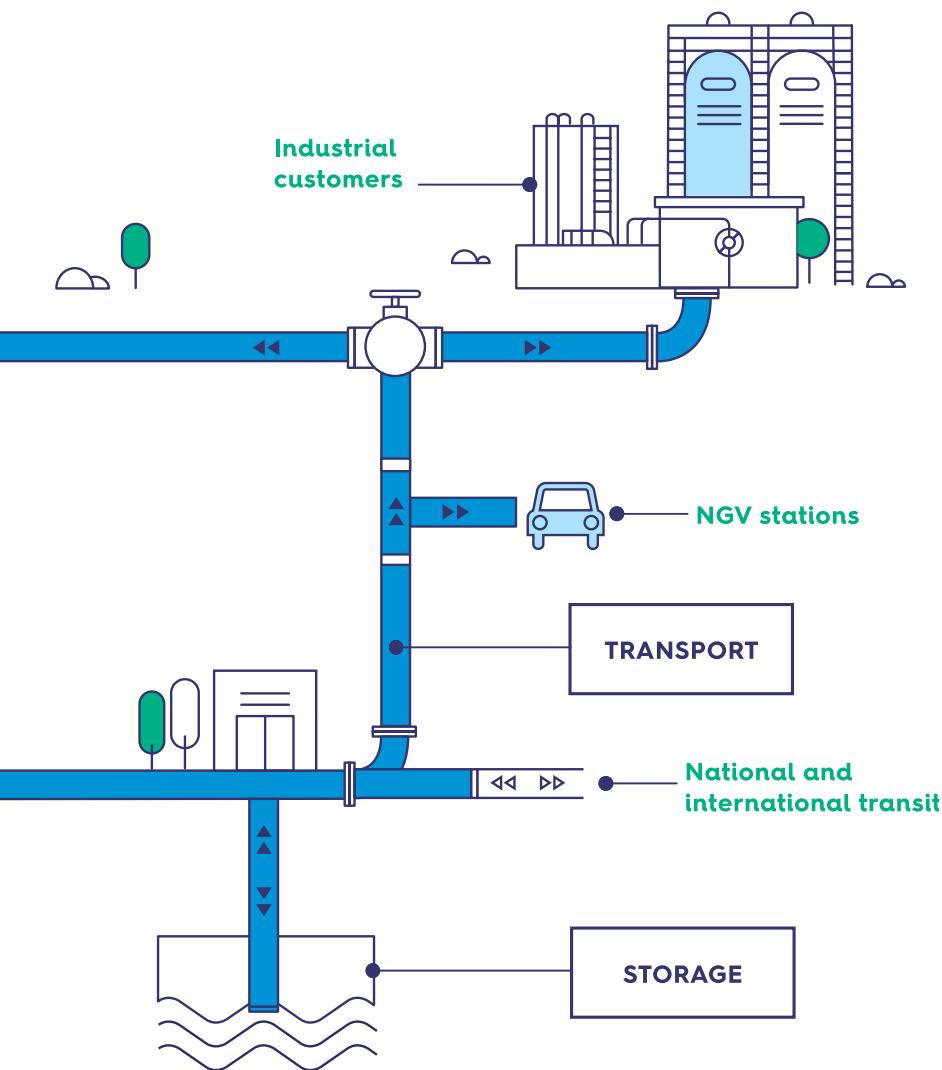 Industrial
customers
NGV stations
TRANSPORT
National and
international transit
STORAGE